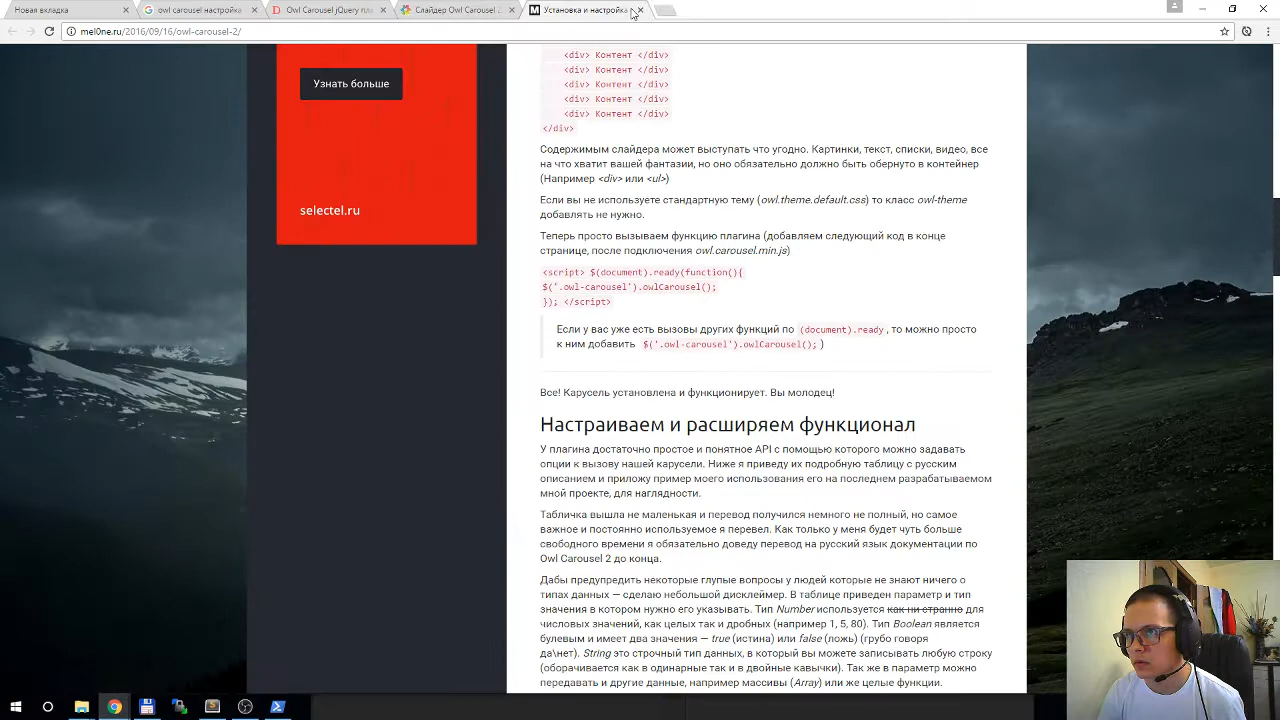 Новая вкладка
owl carousel настройка
Owl Carousel jQuery пла
Слайдер Owl Carousel 2
Установка и настройка
mel0ne.ru/2016/09/16/owl-carousel-2/
Узнать больше
selectel.ru
<div> Контент </div>
<div> Контент </div>
<div> Контент </div>
<div> Контент </div>
<div> Контент </div>
</div>
Содержимым слайдера может выступать что угодно. Картинки, текст, списки, видео, все
на что хватит вашей фантазии, но оно обязательно должно быть обернуто в контейнер
(Например <div> или <ul>)
Если вы не используете стандартную тему (owl.theme.default.css) то класс owl-theme
добавлять не нужно.
Теперь просто вызываем функцию плагина (добавляем следующий код в конце
странице, после подключения owl.carousel.min.js)
<script> $(document).ready(function(){
$('.owl-carousel').owlCarousel();
}); </script>
Если у вас уже есть вызовы других функций по (document).ready, то можно просто
к ним добавить $('.owl-carousel').owlCarousel(); )
Все! Карусель установлена и функционирует. Вы молодец!
Настраиваем и расширяем функционал
У плагина достаточно простое и понятное API с помощью которого можно задавать
опции к вызову нашей карусели. Ниже я приведу их подробную таблицу с русским
описанием и приложу пример моего использования его на последнем разрабатываемом
мной проекте, для наглядности.
Табличка вышла не маленькая и перевод получился немного не полный, но самое
важное и постоянно используемое я перевел. Как только у меня будет чуть больше
свободного времени я обязательно доведу перевод на русский язык документации по
Owl Carousel 2 до конца.
Дабы предупредить некоторые глупые вопросы у людей которые не знают ничего о
типах данных — сделаю небольшой дисклеймер. В таблице приведен параметр и тип
значения в котором нужно его указывать. Тип Number используется как ни странно для
числовых значений, как целых так и дробных (например 1, 5, 80). Тип Boolean является
булевым и имеет два значения — true (истина) или false (ложь) (грубо говоря
да\нет). String это строчный тип данных, в который вы можете записывать любую строку
(оборачивается как в одинарные так и в двойные кавычки). Так же в параметр можно
передавать и другие данные, например массивы (Array) или же целые функции.